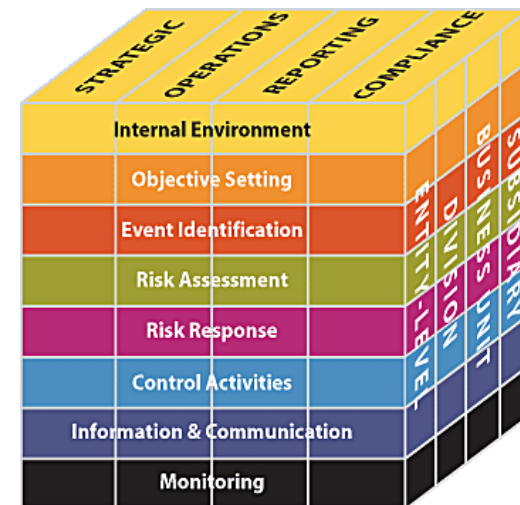 STRATEGIC
OPERATIONS
REPORTING
COMPLIANCE
Internal Environment
Objective Setting
Event Identification
Risk Assessment
Risk Response
Control Activities
Information & Communication
Monitoring
ENTITY-LEVEL
DIVISION
BUSINESS UNIT
SUBSIDIARY